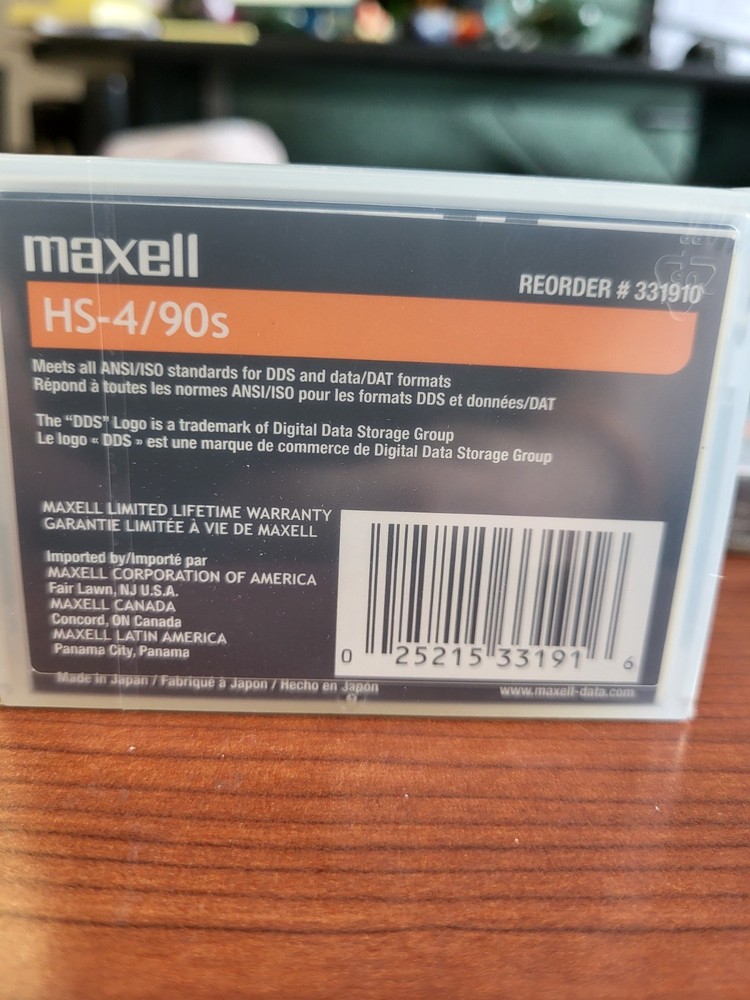 maxell
REORDER # 331910
HS-4/90s
Meets all ANSI/ISO standards for DDS and data/DAT formats
Répond à toutes les normes ANSI/ISO pour les formats DDS et données/DAT
The "DDS" Logo is a trademark of Digital Data Storage Group
Le logo « DDS » est une marque de commerce de Digital Data Storage Group
MAXELL LIMITED LIFETIME WARRANTY
GARANTIE LIMITÉE À VIE DE MAXELL
Imported by/Importé par
MAXELL CORPORATION OF AMERICA
Fair Lawn, NJ U.S.A.
MAXELL CANADA
Concord, ON Canada
MAXELL LATIN AMERICA
Panama City, Panama
0 25215 33191 6
Made in Japan / Fabriqué à Japon / Hecho en Japón
www.maxell-data.com